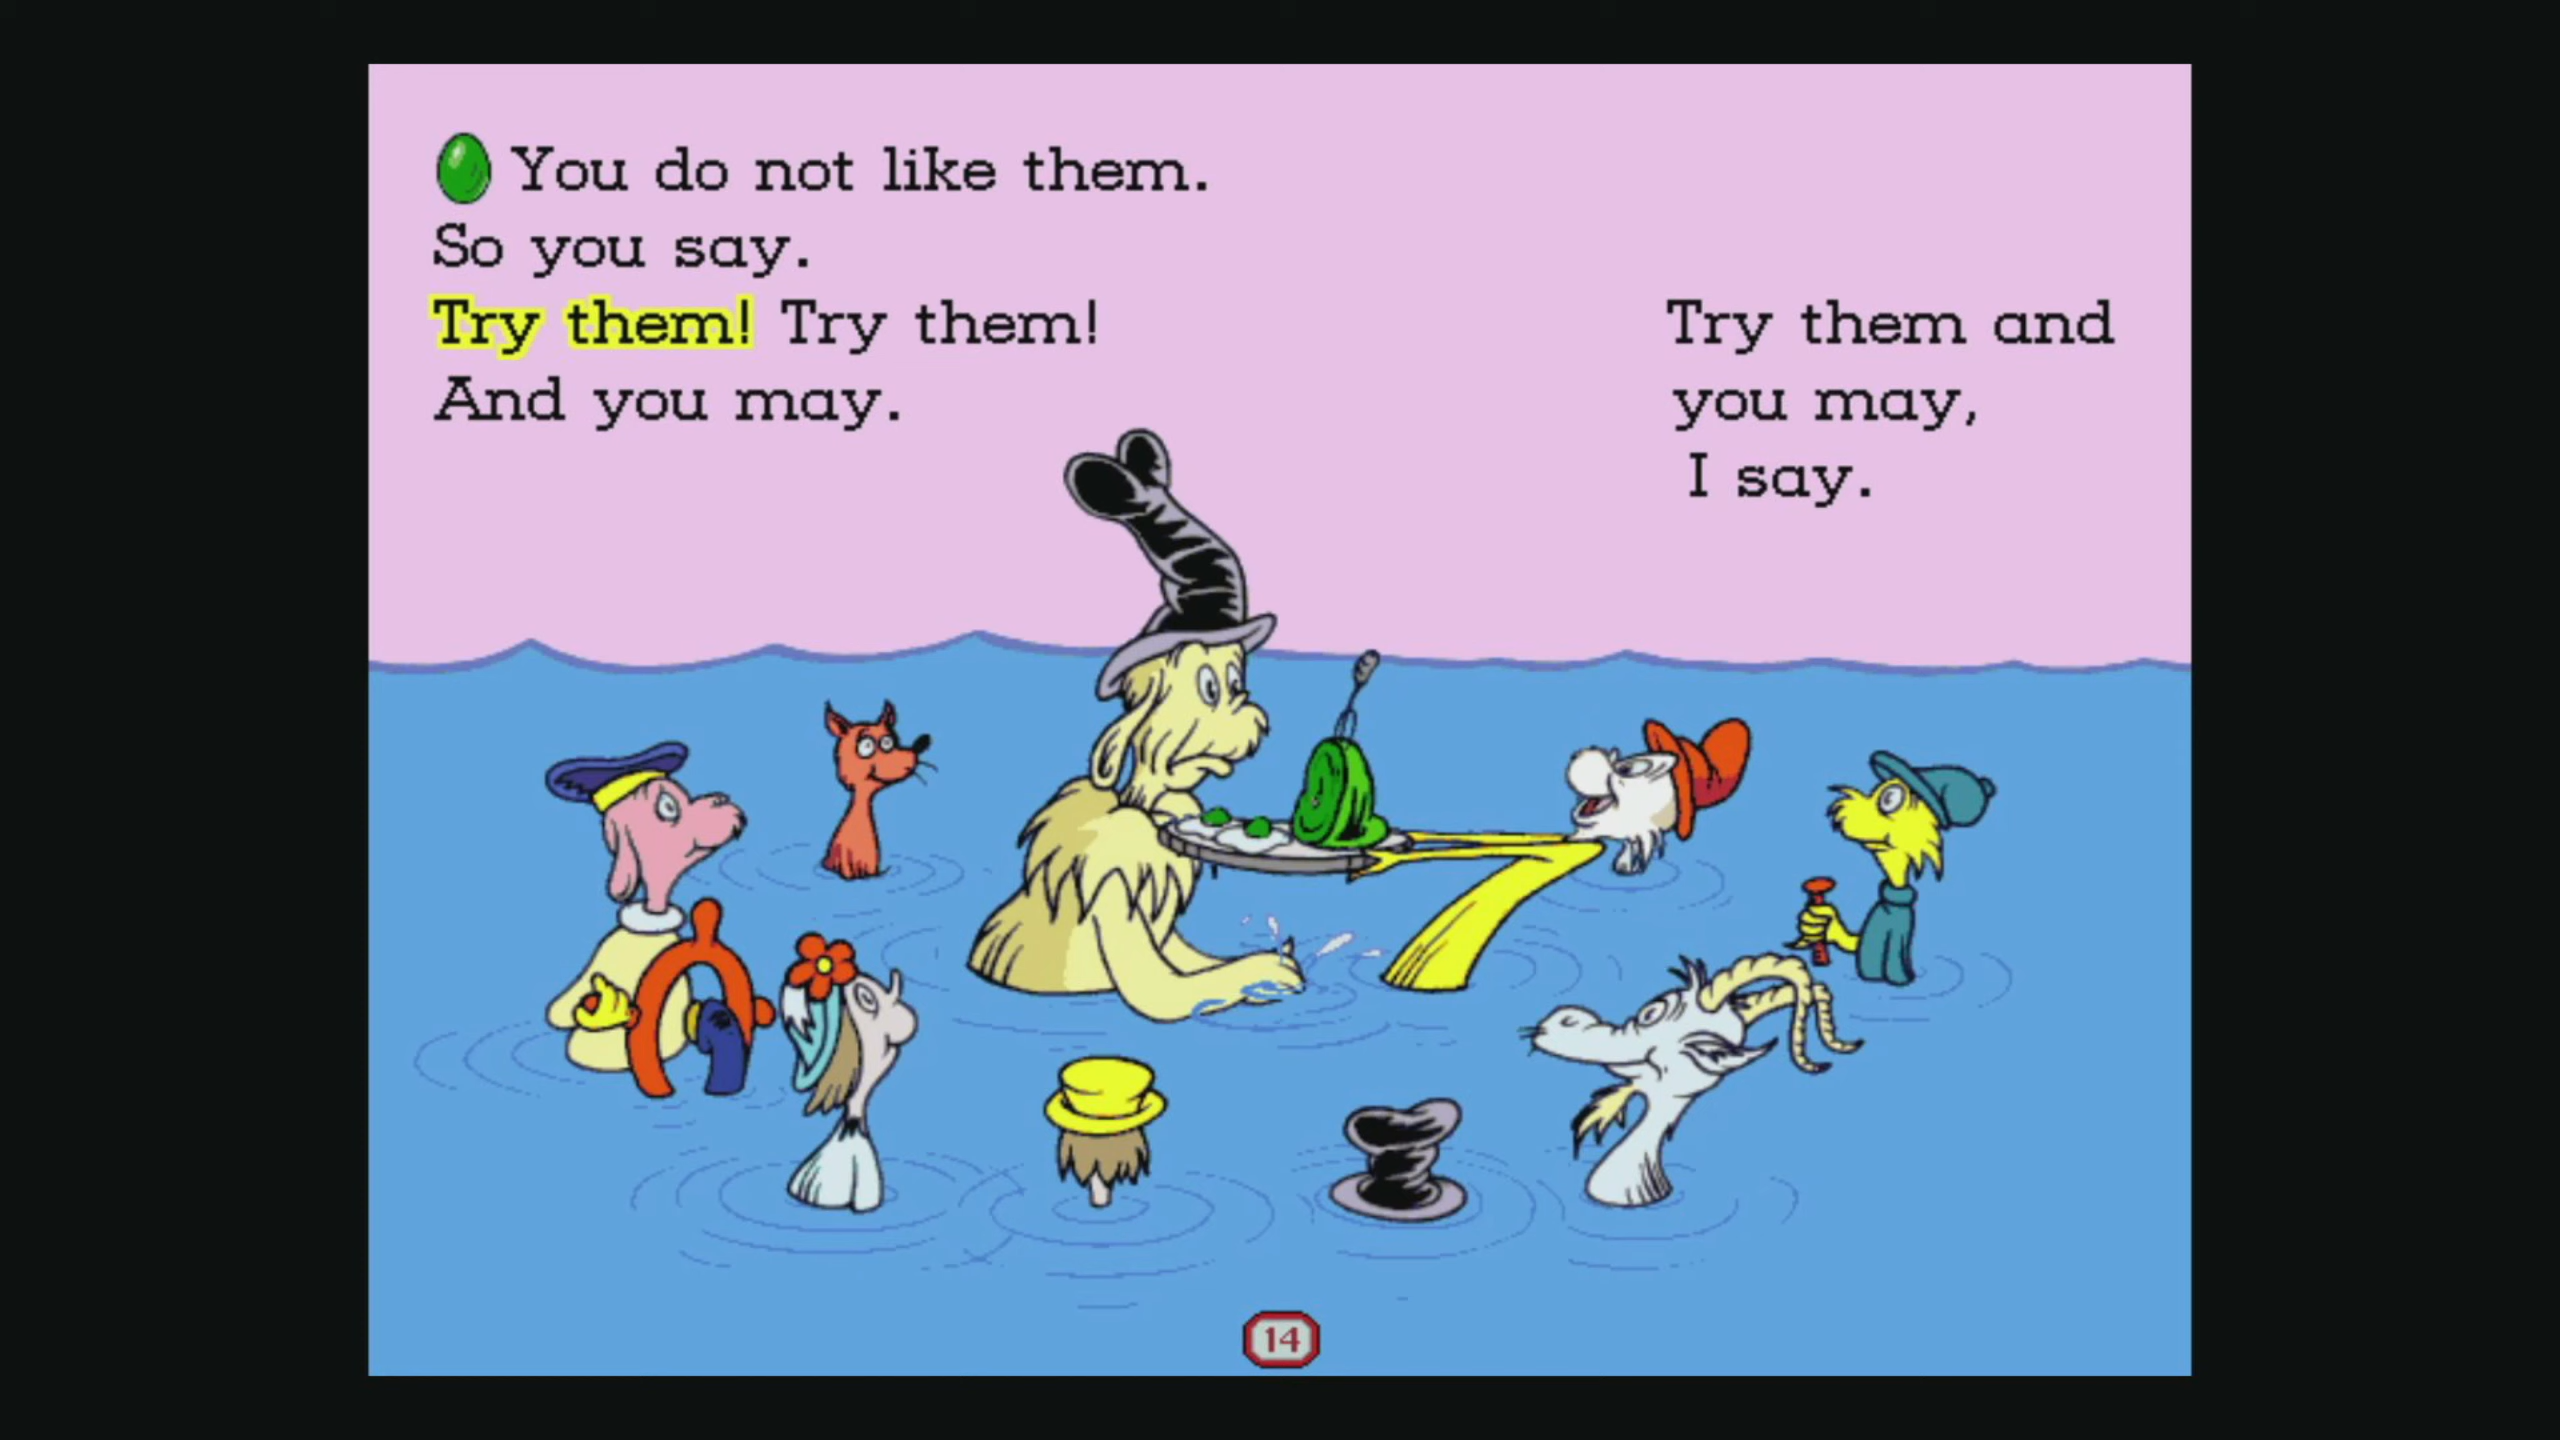 You do not like them.
So you say.
Try them! Try them!
And you may.
Try them and
you may,
I say.
14